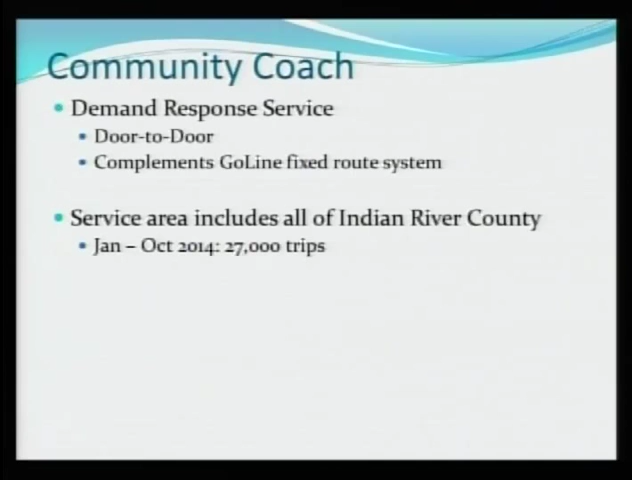 Community Coach
Demand Response Service
Door-to-Door
Complements GoLine fixed route system
Service area includes all of Indian River County
Jan – Oct 2014: 27,000 trips